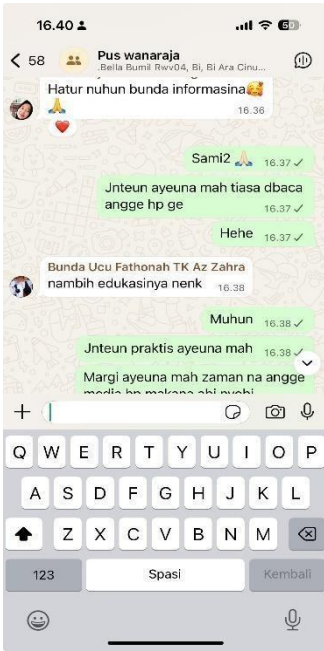 16.40
58
Pus wanaraja
.Bella Bumil Rwv04, Bi, Bi Ara Cinu...
Hatur nuhun bunda informasina🥰
🙏🏻
16.36
❤️
Sami2 🙏🏻 16.37 ✓
Jnteun ayeuna mah tiasa dbaca
angge hp ge
16.37 ✓
Hehe 16.37 ✓
Bunda Ucu Fathonah TK Az Zahra
nambih edukasinya nenk 16.38
Muhun 16.38 ✓
Jnteun praktis ayeuna mah 16.38 ✓
Margi ayeuna mah zaman na angge
media hp makana abi nyobi
Q W E R T Y U I O P
A S D F G H J K L
Z X C V B N M
123 Spasi Kembali